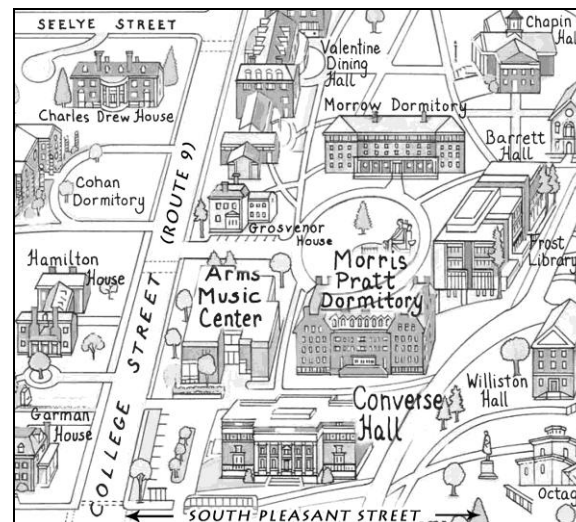 SEELYE STREET
Chapin
Hall
Valentine
Dining
Hall
Charles Drew House
Morrow Dormitory
Barrett
Hall
(ROUTE 9)
Cohan
Dormitory
Grosvenor
House
Frost
Library
Hamilton
House
Arms
Music
Center
Morris
Pratt
Dormitory
COLLEGE STREET
Williston
Hall
Converse
Hall
Garman
House
Octag
SOUTH PLEASANT STREET